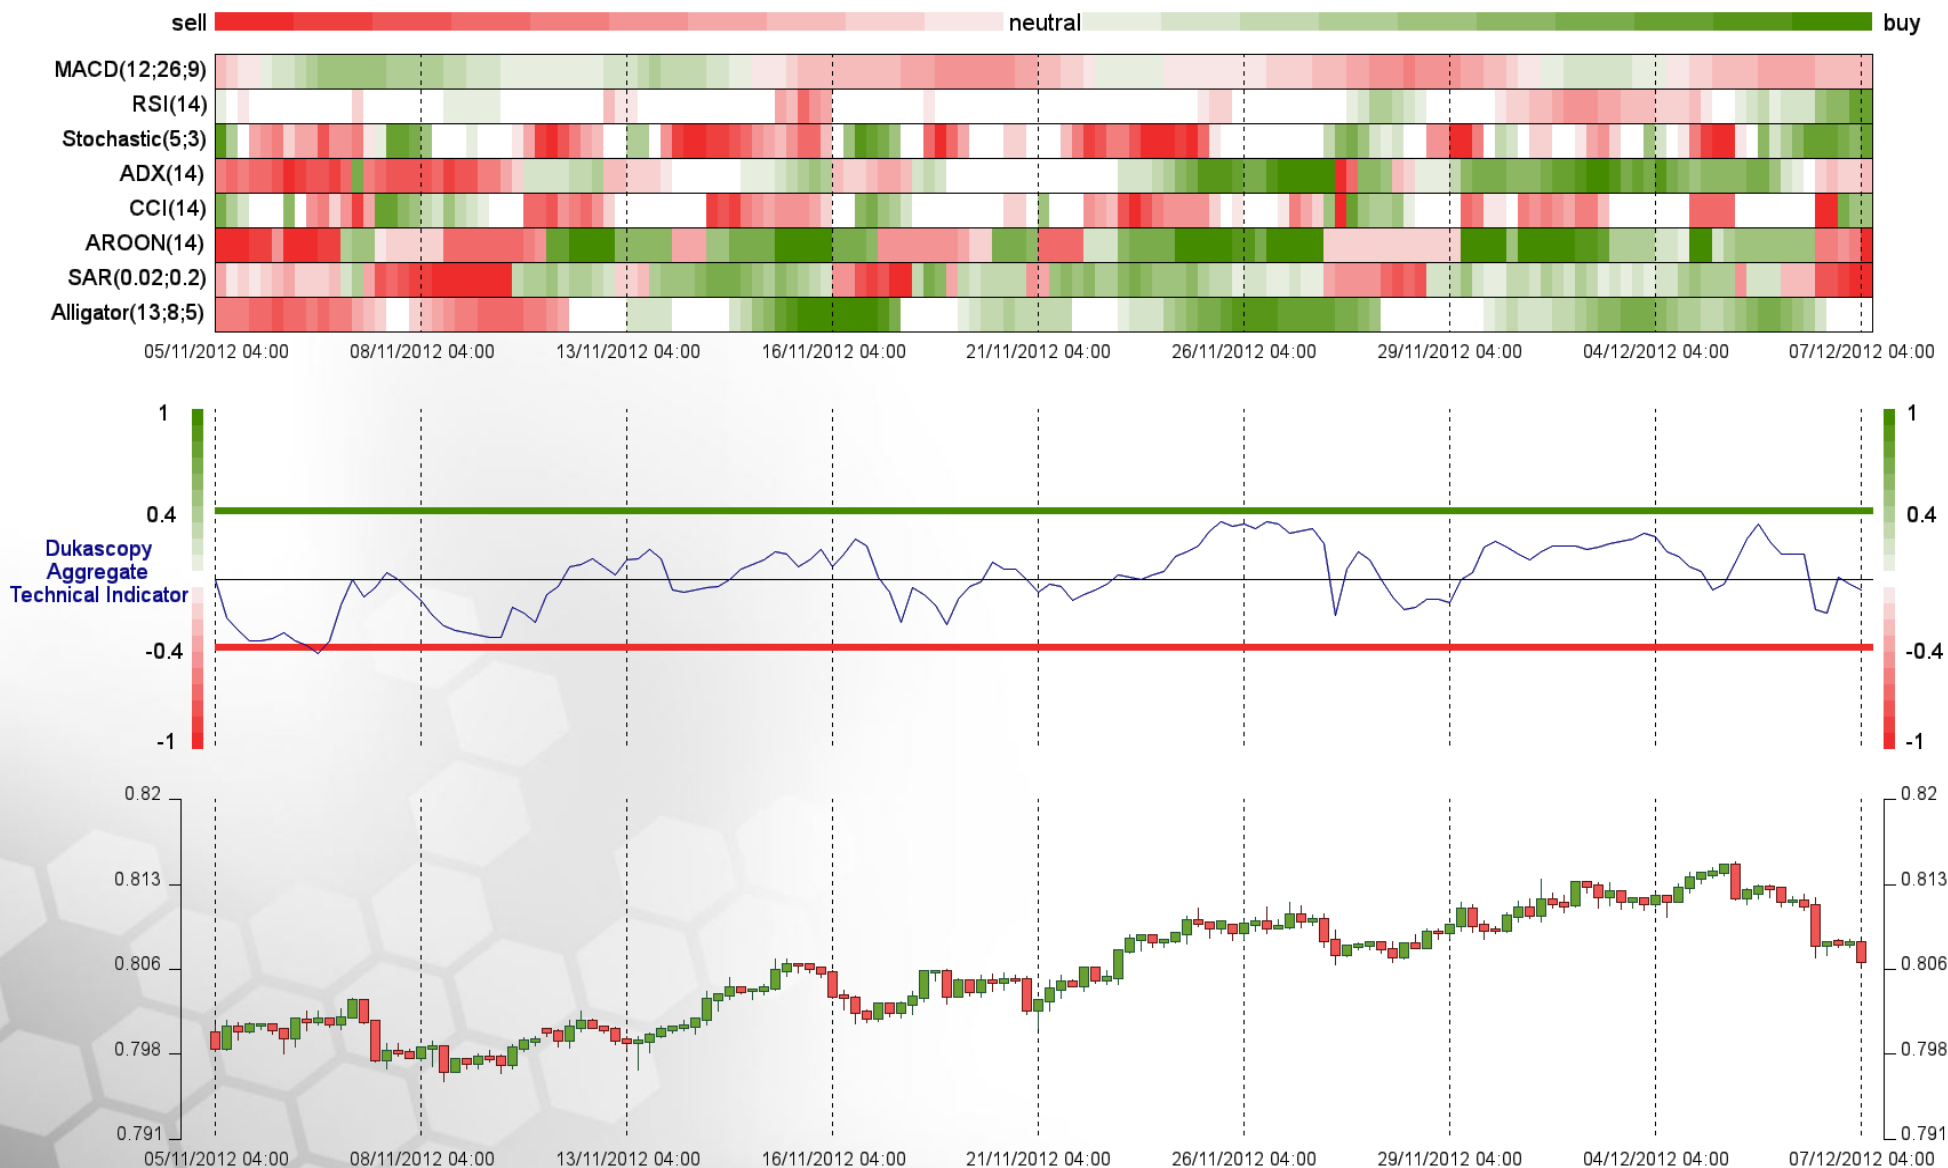 sell neutral buy
MACD(12;26;9)
RSI(14)
Stochastic(5;3)
ADX(14)
CCI(14)
AROON(14)
SAR(0.02;0.2)
Alligator(13;8;5)
05/11/2012 04:00 08/11/2012 04:00 13/11/2012 04:00 16/11/2012 04:00 21/11/2012 04:00 26/11/2012 04:00 29/11/2012 04:00 04/12/2012 04:00 07/12/2012 04:00
1 1
0.4 0.4
Dukascopy
Aggregate
Technical Indicator
-0.4 -0.4
-1 -1
0.82 0.82
0.813 0.813
0.806 0.806
0.798 0.798
0.791 0.791
05/11/2012 04:00 08/11/2012 04:00 13/11/2012 04:00 16/11/2012 04:00 21/11/2012 04:00 26/11/2012 04:00 29/11/2012 04:00 04/12/2012 04:00 07/12/2012 04:00